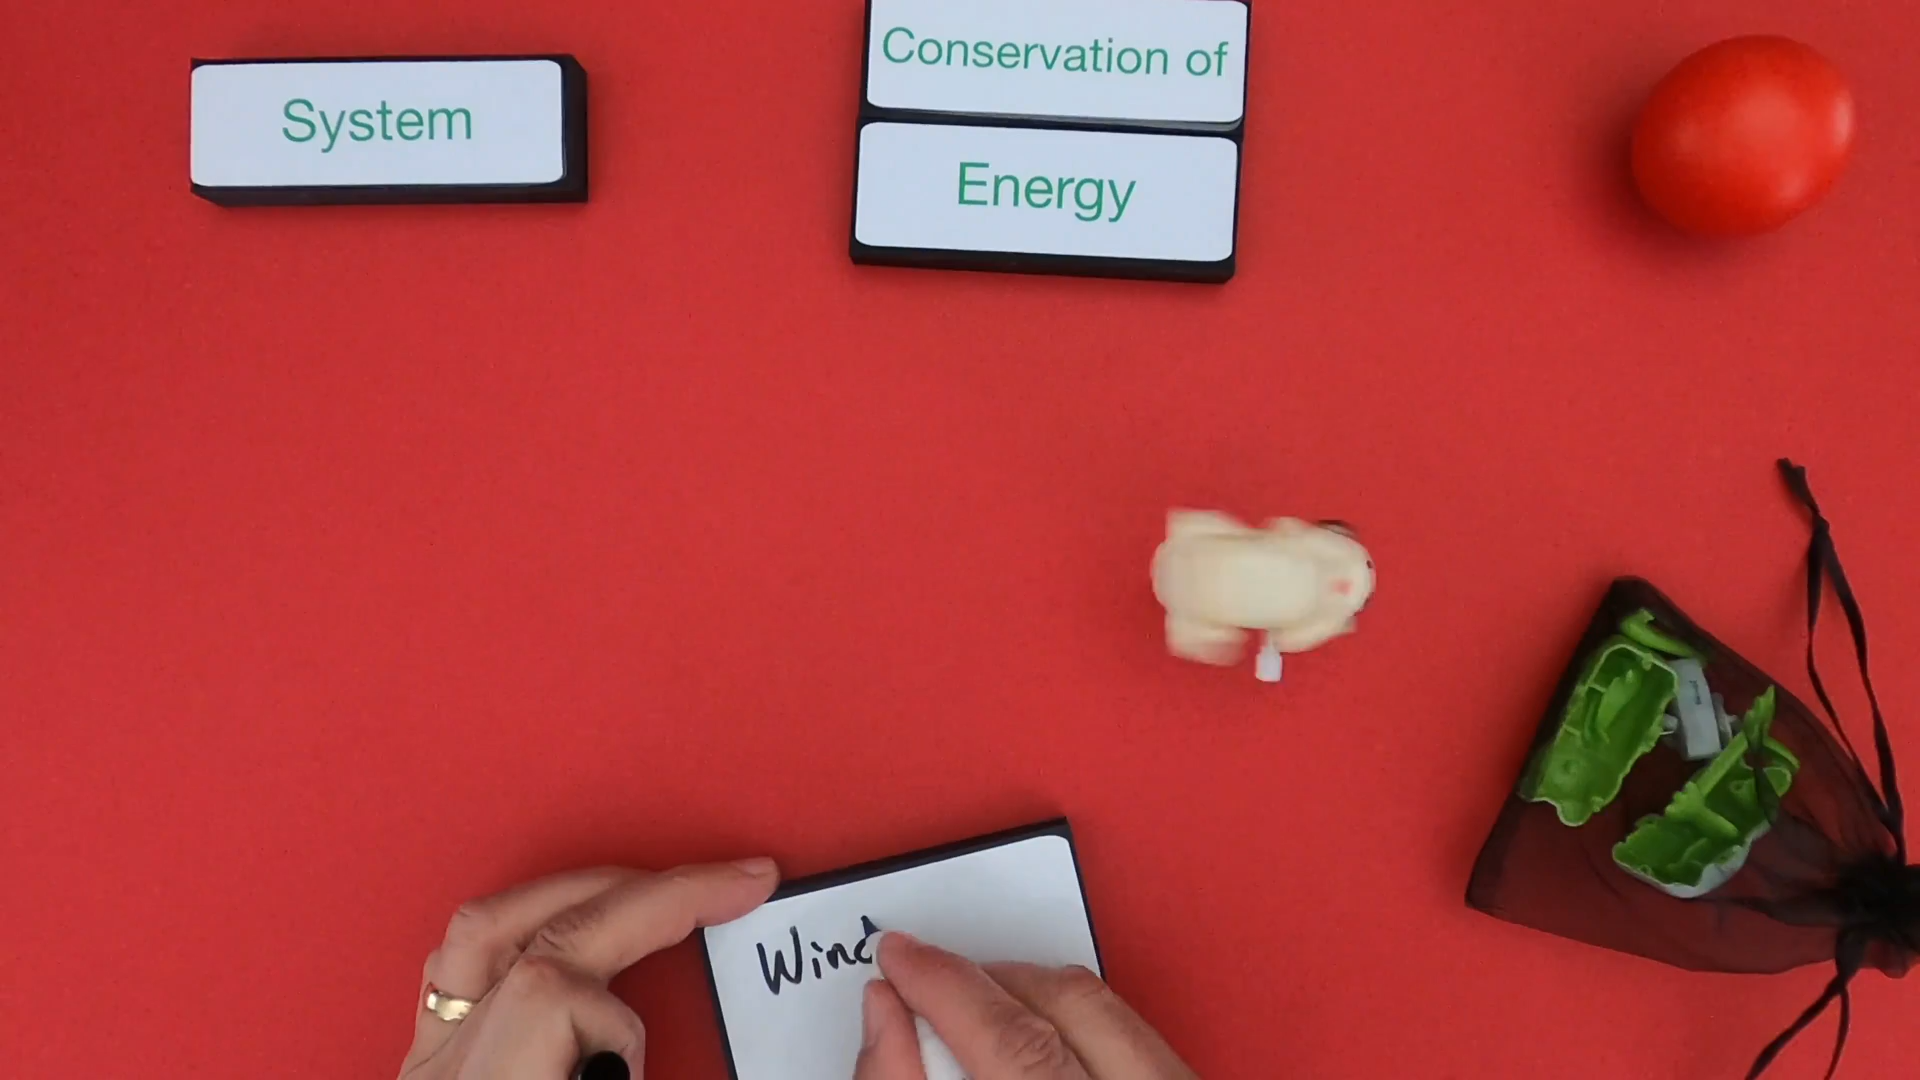 System
Conservation of
Energy
Wind